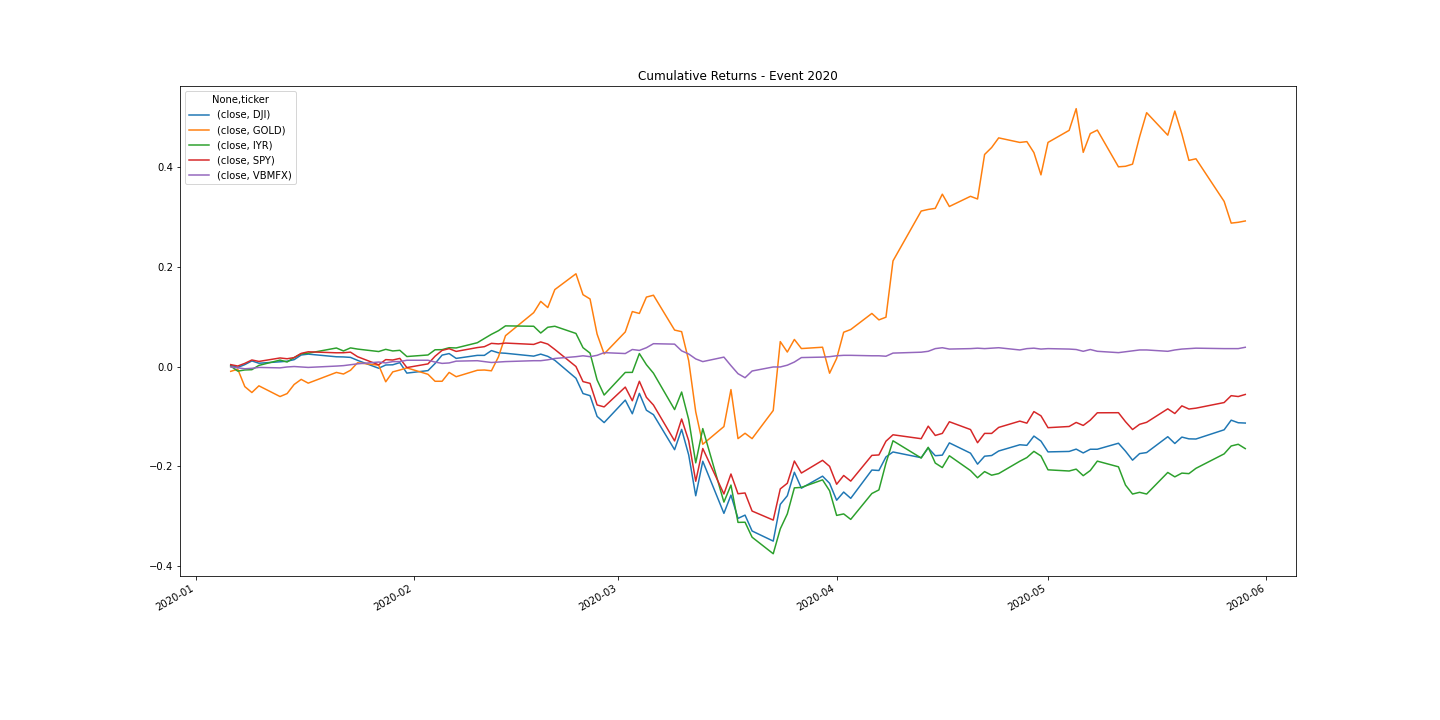 Cumulative Returns - Event 2020
None,ticker
(close, DJI)
(close, GOLD)
(close, IYR)
(close, SPY)
(close, VBMFX)
0.4
0.2
0.0
−0.2
−0.4
2020-01
2020-02
2020-03
2020-04
2020-05
2020-06